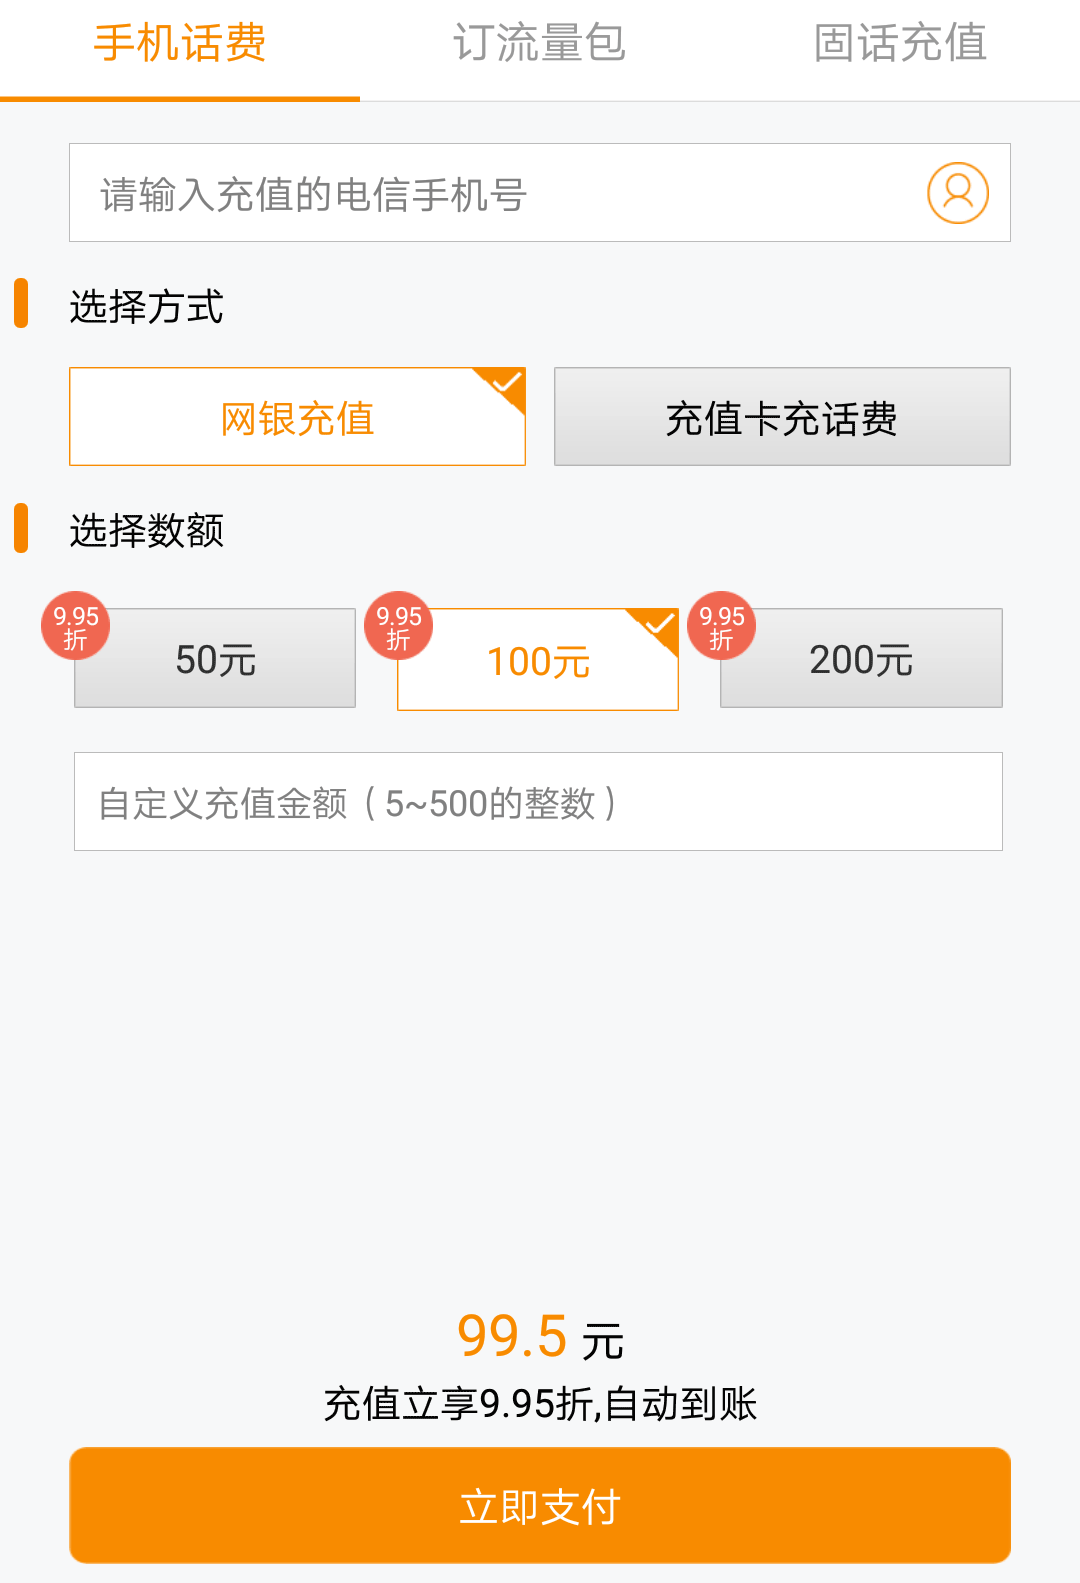 手机话费 订流量包 固话充值
请输入充值的电信手机号
选择方式
网银充值 充值卡充话费
选择数额
9.95折 50元 9.95折 100元 9.95折 200元
自定义充值金额（5~500的整数）
99.5 元
充值立享9.95折,自动到账
立即支付